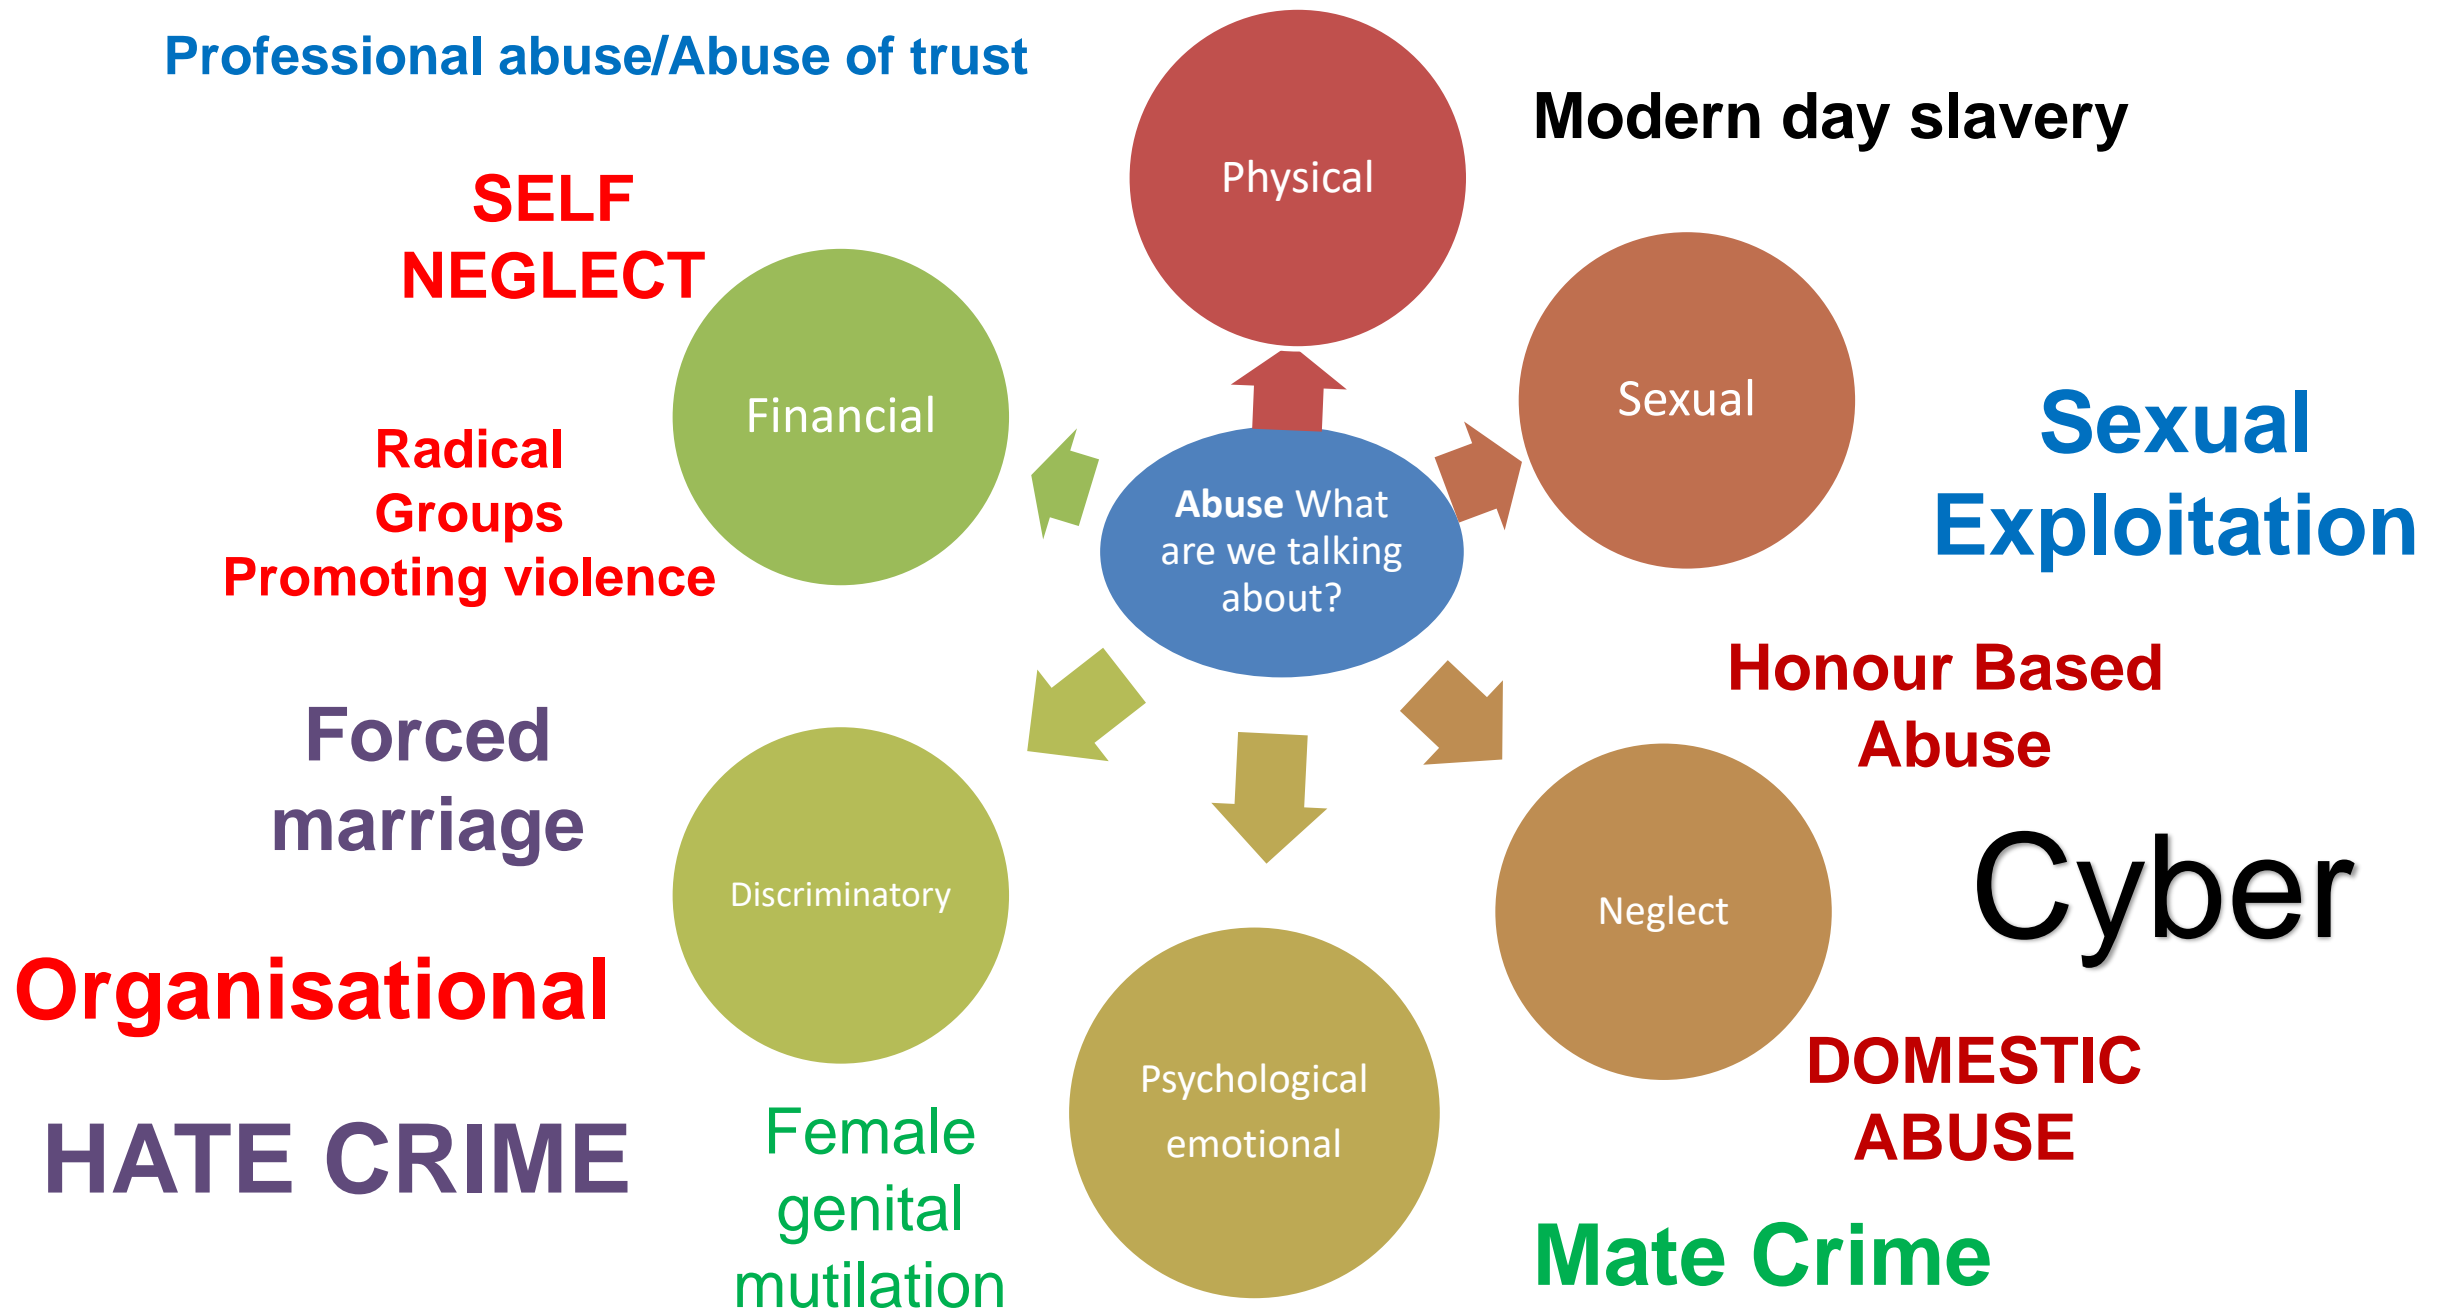 Professional abuse/Abuse of trust
Physical
Modern day slavery
SELF
NEGLECT
Financial
Sexual
Radical
Groups
Promoting violence
Abuse What
are we talking
about?
Sexual
Exploitation
Forced
marriage
Honour Based
Abuse
Discriminatory
Neglect
Cyber
Organisational
Psychological
emotional
DOMESTIC
ABUSE
HATE CRIME
Female
genital
mutilation
Mate Crime